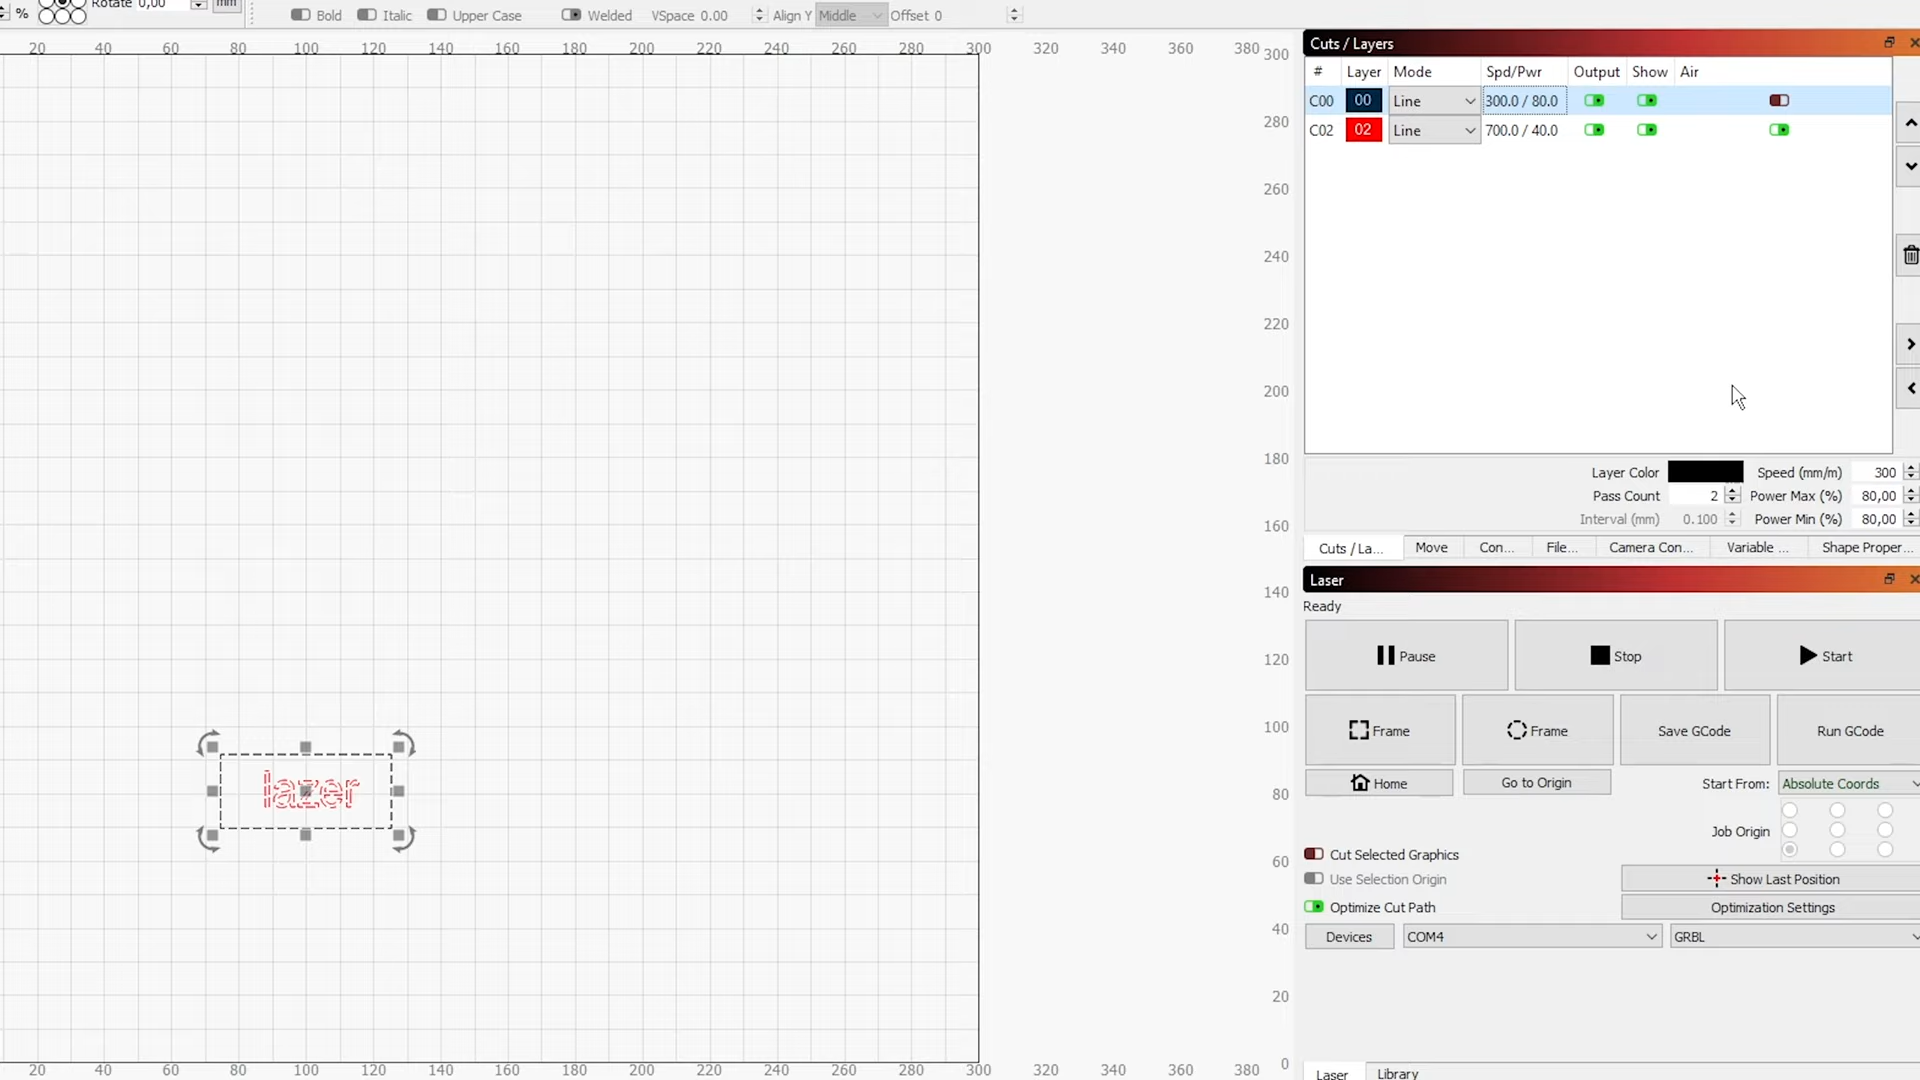 % Rotate 0,00 mm Bold Italic Upper Case Welded VSpace 0.00 Align Y Middle Offset 0
20 40 60 80 100 120 140 160 180 200 220 240 260 280 300 320 340 360 380 300
280
260
240
220
200
180
160
140
120
100
80
60
40
20
0
lazer
20 40 60 80 100 120 140 160 180 200 220 240 260 280 300 320 340 360 380
Cuts / Layers
# Layer Mode Spd/Pwr Output Show Air
C00 00 Line 300.0 / 80.0
C02 02 Line 700.0 / 40.0
Layer Color Speed (mm/m) 300
Pass Count 2 Power Max (%) 80,00
Interval (mm) 0.100 Power Min (%) 80,00
Cuts / La... Move Con... File... Camera Con... Variable ... Shape Proper...
Laser
Ready
Pause Stop Start
Frame Frame Save GCode Run GCode
Home Go to Origin Start From: Absolute Coords
Job Origin
Cut Selected Graphics
Use Selection Origin Show Last Position
Optimize Cut Path Optimization Settings
Devices COM4 GRBL
Laser Library